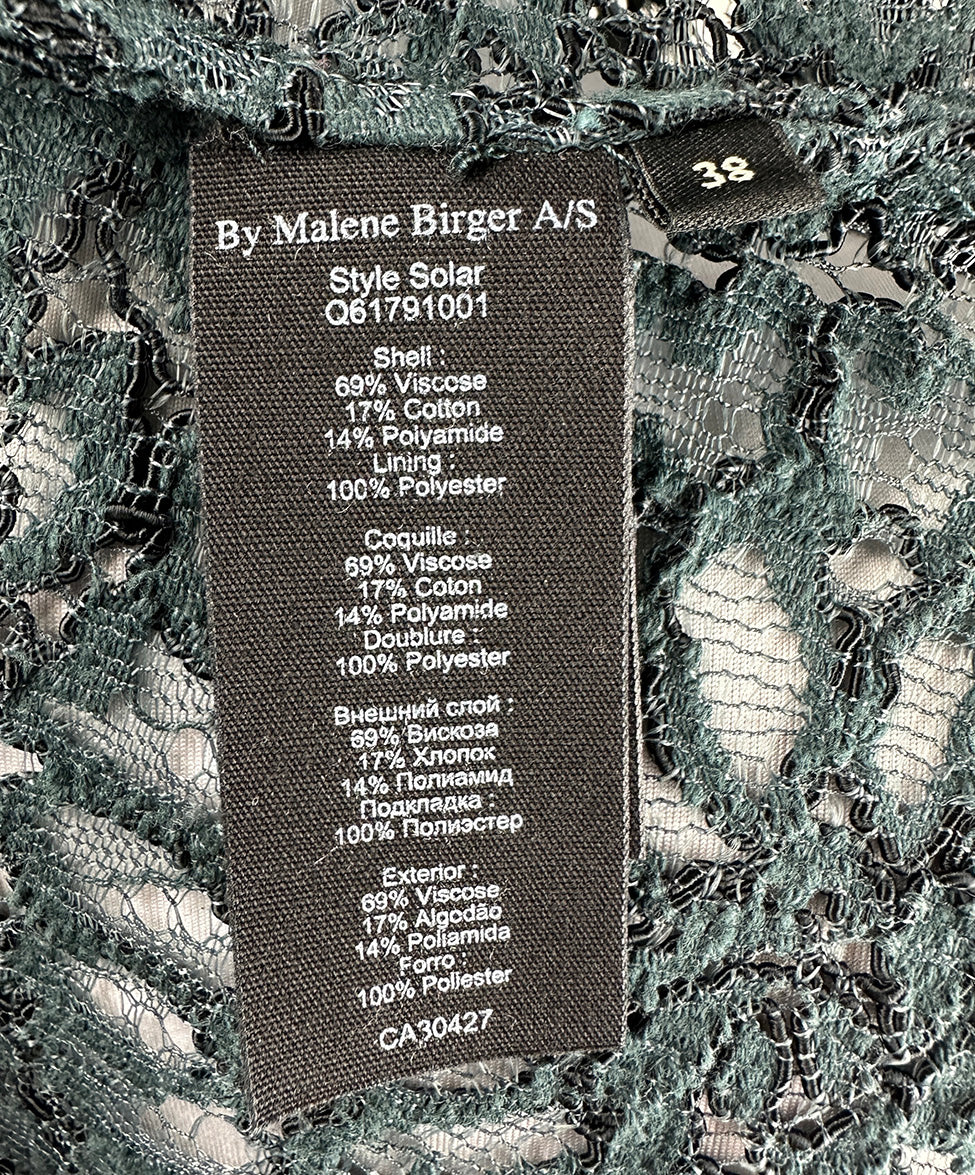 By Malene Birger A/S
38
Style Solar
Q61791001
Shell :
69% Viscose
17% Cotton
14% Polyamide
Lining :
100% Polyester
Coquille :
69% Viscose
17% Coton
14% Polyamide
Doublure :
100% Polyester
Внешний слой :
69% Вискоза
17% Хлопок
14% Полиамид
Подкладка :
100% Полиэстер
Exterior :
69% Viscose
17% Algodão
14% Poliamida
Forro :
100% Poliester
CA30427